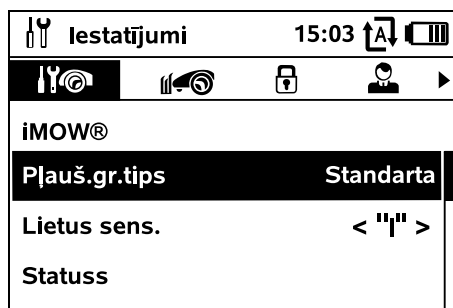 Iestatījumi 15:03 A
iMOW®
Pļauš.gr.tips Standarta
Lietus sens. < "|" >
Statuss